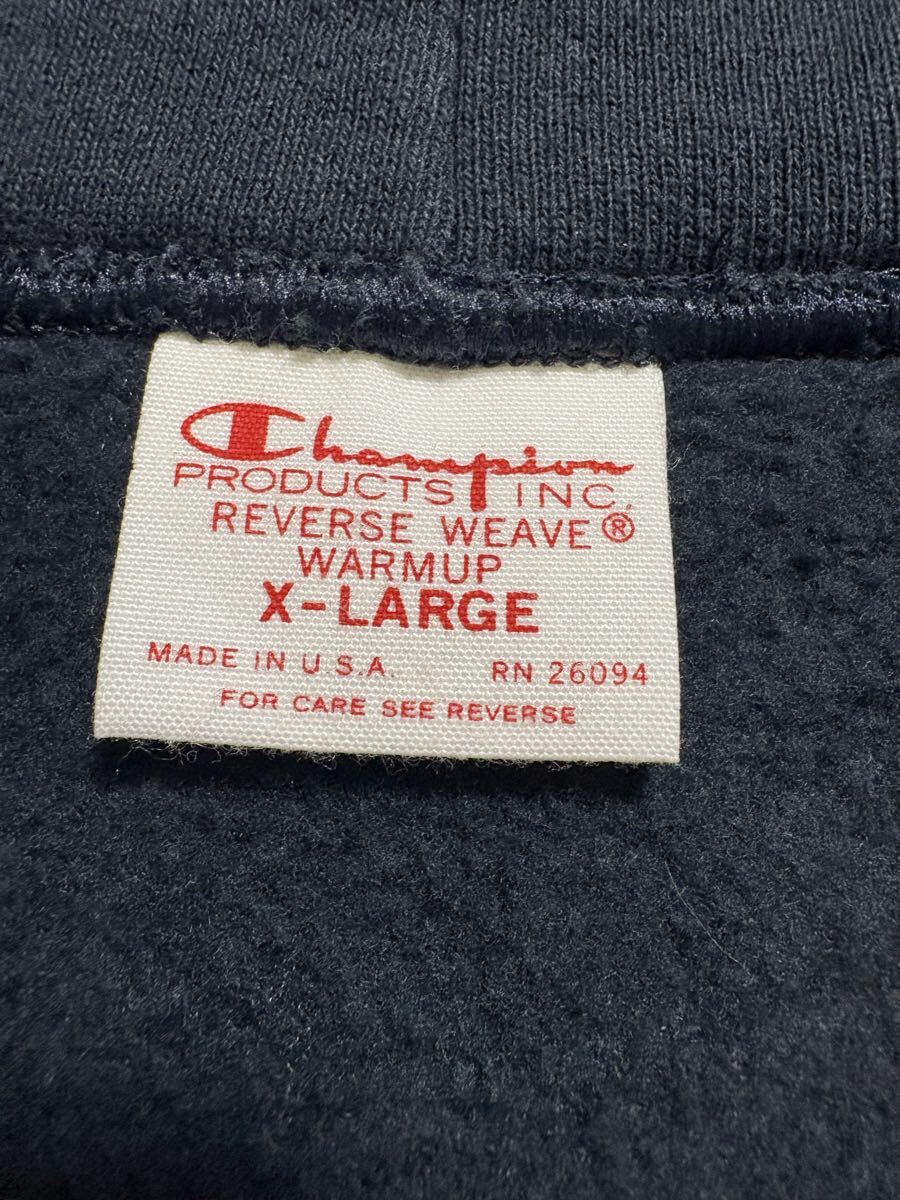 Champion
PRODUCTS INC.
REVERSE WEAVE®
WARMUP
X-LARGE
MADE IN U.S.A. RN 26094
FOR CARE SEE REVERSE